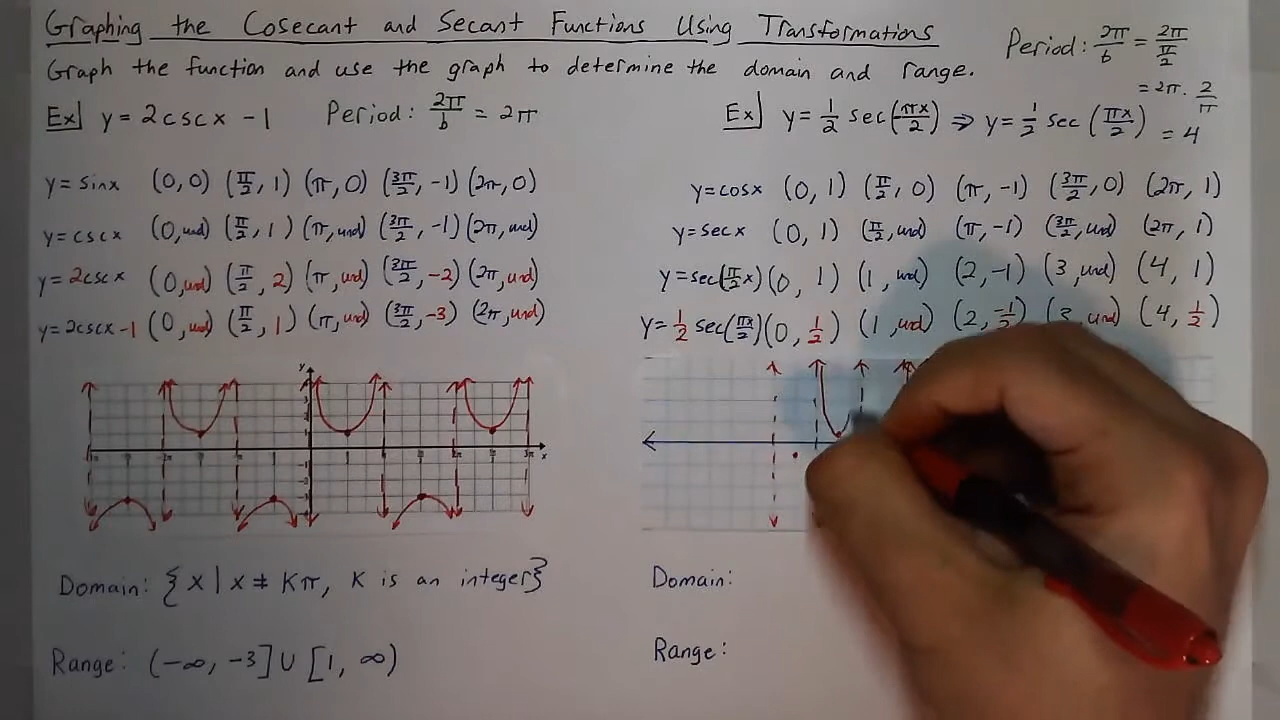 Graphing the Cosecant and Secant Functions Using Transformations
Graph the function and use the graph to determine the domain and range.
Period: 2π/b = 2π/(π/2)
= 2π · 2/π
= 4
Ex] y = 2cscx - 1 Period: 2π/b = 2π
y = sinx (0, 0) (π/2, 1) (π, 0) (3π/2, -1) (2π, 0)
y = cscx (0, und) (π/2, 1) (π, und) (3π/2, -1) (2π, und)
y = 2cscx (0, und) (π/2, 2) (π, und) (3π/2, -2) (2π, und)
y = 2cscx - 1 (0, und) (π/2, 1) (π, und) (3π/2, -3) (2π, und)
y
x
Domain: {x | x ≠ Kπ, K is an integer}
Range: (-∞, -3] ∪ [1, ∞)
Ex] y = 1/2 sec(-πx/2) ⇒ y = 1/2 sec(πx/2)
y = cosx (0, 1) (π/2, 0) (π, -1) (3π/2, 0) (2π, 1)
y = secx (0, 1) (π/2, und) (π, -1) (3π/2, und) (2π, 1)
y = sec(π/2 x) (0, 1) (1, und) (2, -1) (3, und) (4, 1)
y = 1/2 sec(πx/2) (0, 1/2) (1, und) (2, -1/2) (3, und) (4, 1/2)
Domain:
Range: